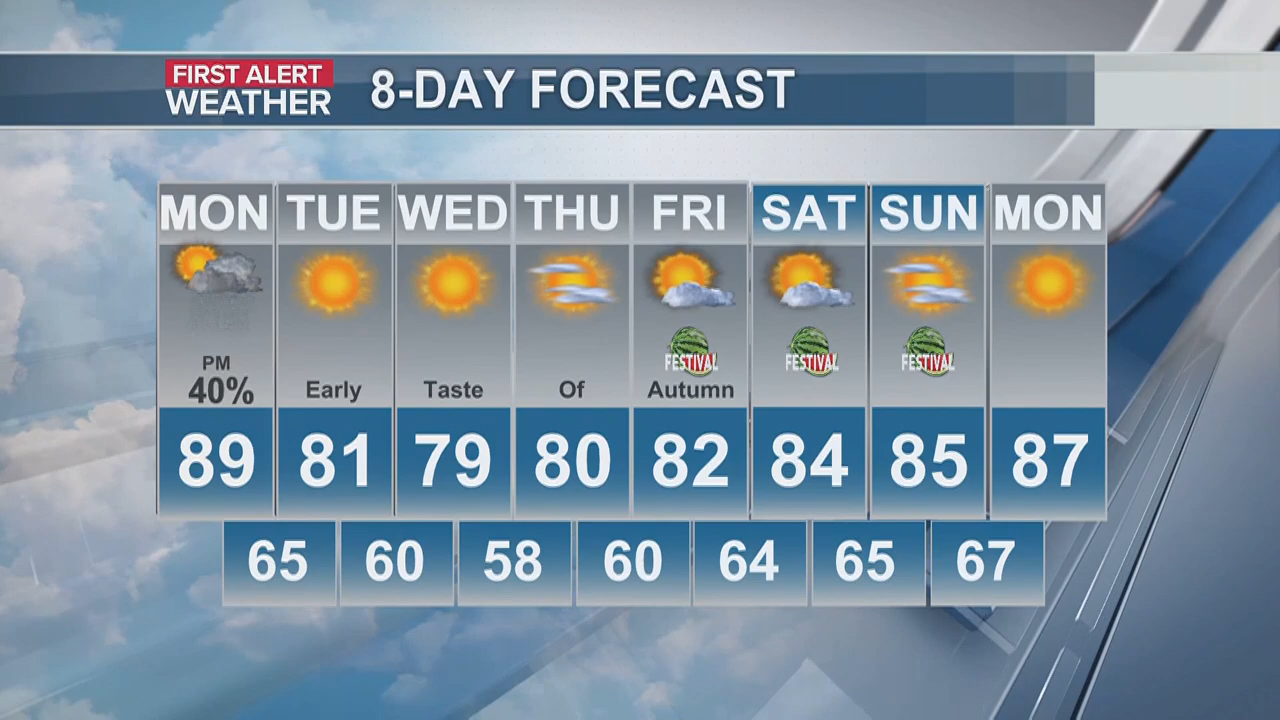 FIRST ALERT
WEATHER
8-DAY FORECAST
MON TUE WED THU FRI SAT SUN MON
FESTIVAL FESTIVAL FESTIVAL
PM
40% Early Taste Of Autumn
89 81 79 80 82 84 85 87
65 60 58 60 64 65 67